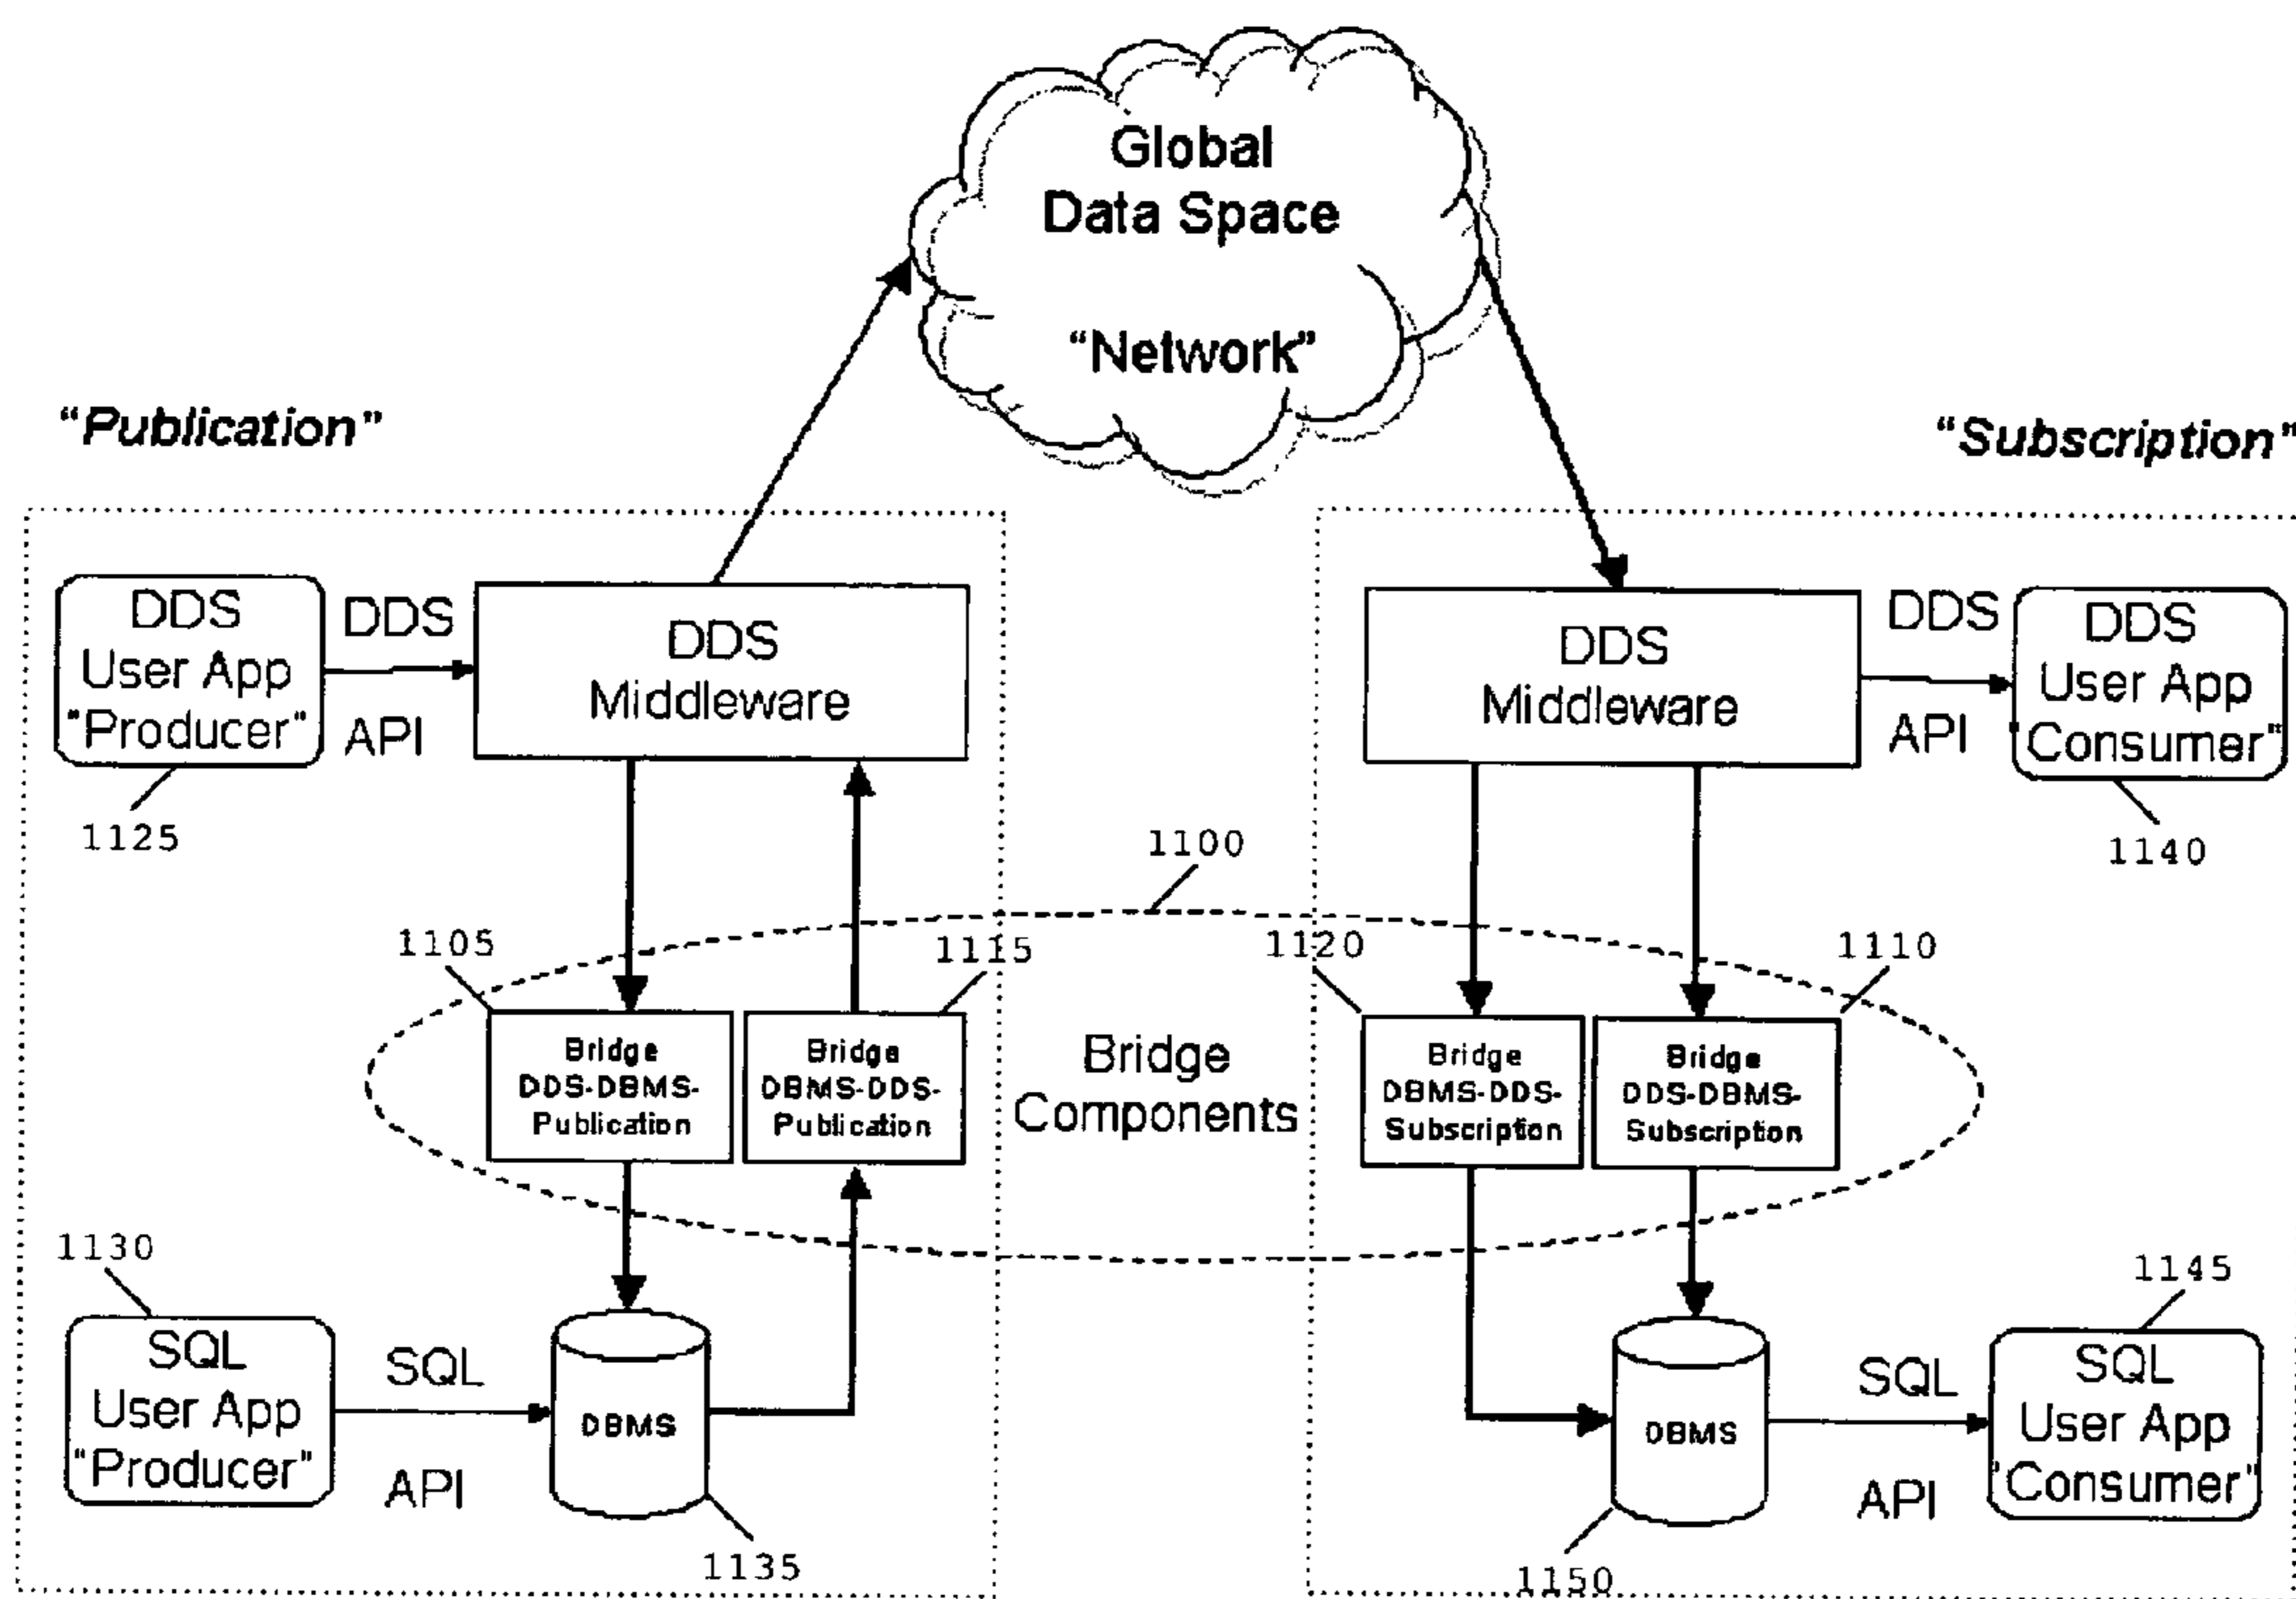 Global
Data Space
“Network”
“Publication”
“Subscription”
DDS
User App
"Producer"
1125
DDS
API
DDS
Middleware
DDS
Middleware
DDS
API
DDS
User App
"Consumer"
1140
1100
1105
1115
1120
1110
Bridge
DDS-DBMS-
Publication
Bridge
DBMS-DDS-
Publication
Bridge
Components
Bridge
DBMS-DDS-
Subscription
Bridge
DDS-DBMS-
Subscription
1130
SQL
User App
"Producer"
SQL
API
DBMS
1135
DBMS
1150
SQL
API
1145
SQL
User App
"Consumer"